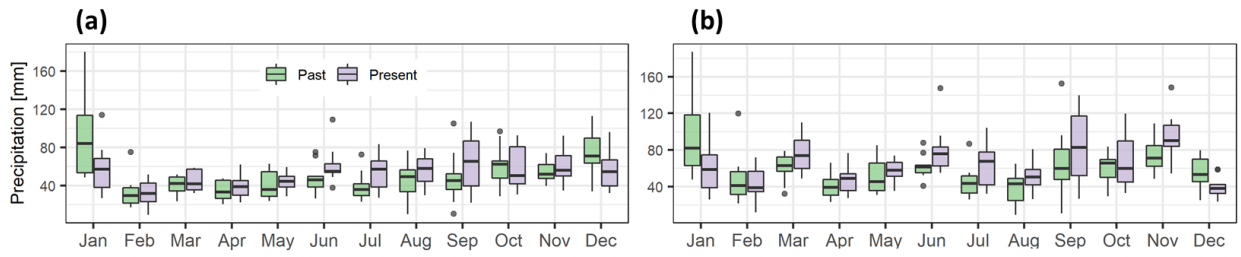 (a)
Precipitation [mm]
160
120
80
40
Past Present
Jan Feb Mar Apr May Jun Jul Aug Sep Oct Nov Dec
(b)
160
120
80
40
Jan Feb Mar Apr May Jun Jul Aug Sep Oct Nov Dec